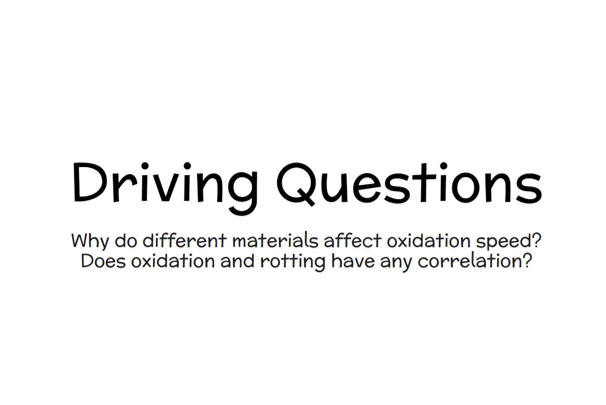 Driving Questions
Why do different materials affect oxidation speed?
Does oxidation and rotting have any correlation?